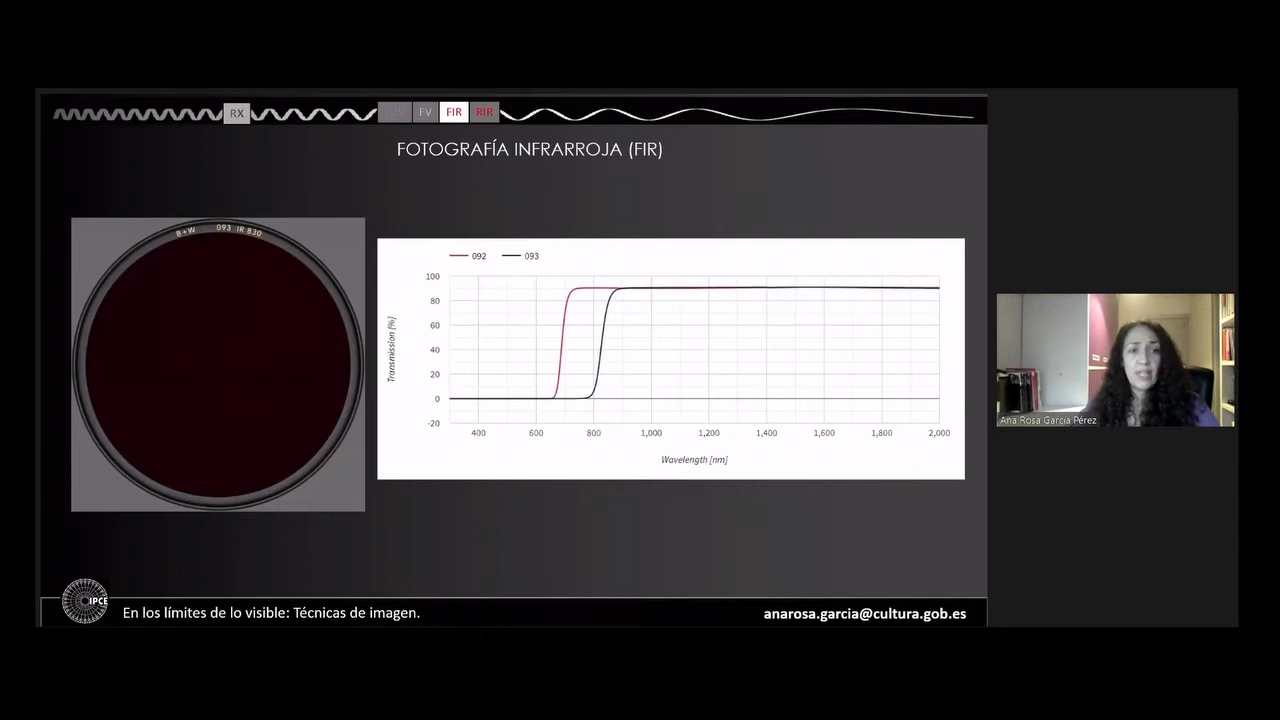 RX
FV
FIR
RIR
FOTOGRAFÍA INFRARROJA (FIR)
B+W 093 IR 830
092
093
100
80
60
40
20
0
-20
Transmission [%]
400
600
800
1,000
1,200
1,400
1,600
1,800
2,000
Wavelength [nm]
Ana Rosa García Pérez
IPCE
En los límites de lo visible: Técnicas de imagen.
anarosa.garcia@cultura.gob.es